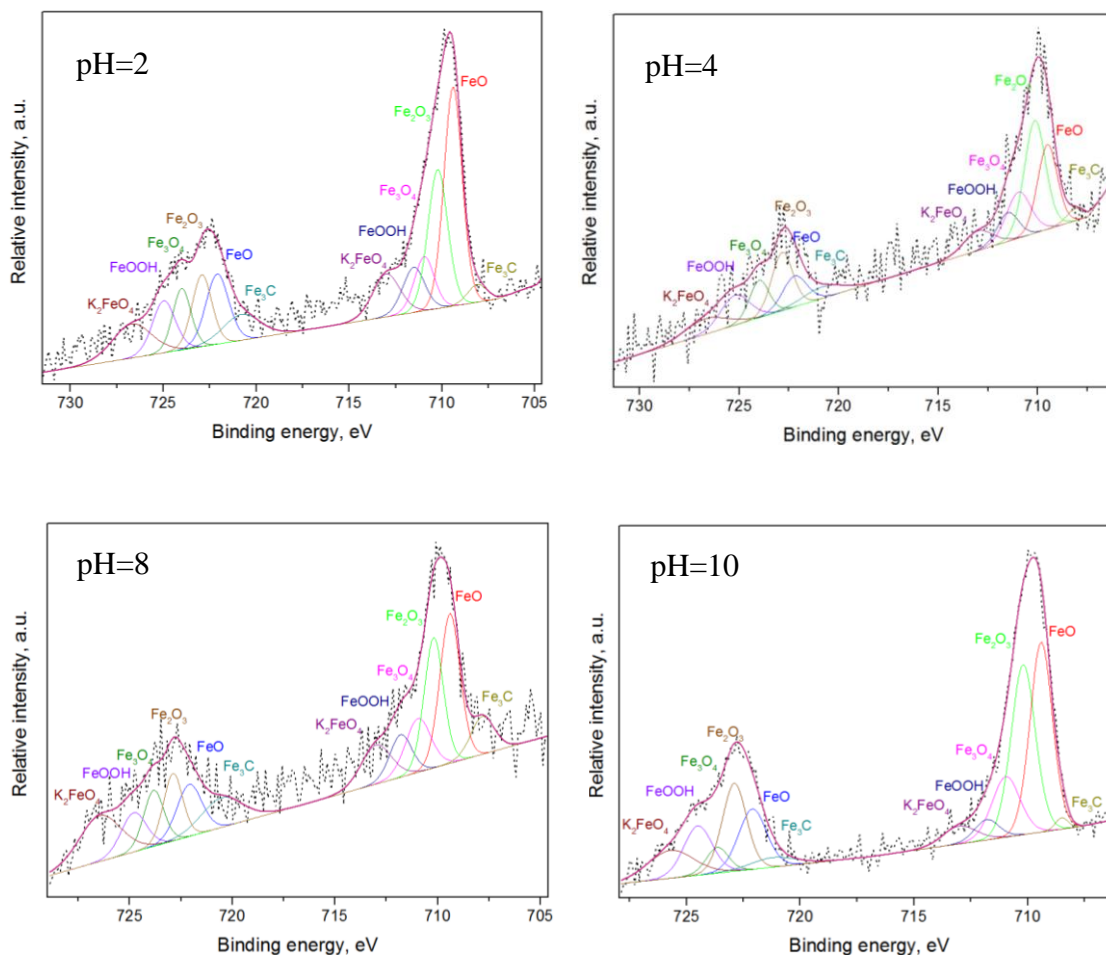 pH=2
Relative intensity, a.u.
FeO
Fe₂O₃
Fe₃O₄
FeOOH
K₂FeO₄
Fe₃C
Fe₂O₃
Fe₃O₄
FeO
FeOOH
Fe₃C
K₂FeO₄
730 725 720 715 710 705
Binding energy, eV
pH=4
Relative intensity, a.u.
Fe₂O₃
FeO
Fe₃O₄
Fe₃C
FeOOH
K₂FeO₄
Fe₂O₃
Fe₃O₄
FeO
FeOOH
Fe₃C
K₂FeO₄
730 725 720 715 710
Binding energy, eV
pH=8
Relative intensity, a.u.
FeO
Fe₂O₃
Fe₃O₄
FeOOH
Fe₃C
K₂FeO₄
Fe₂O₃
Fe₃O₄
FeO
FeOOH
Fe₃C
K₂FeO₄
725 720 715 710 705
Binding energy, eV
pH=10
Relative intensity, a.u.
FeO
Fe₂O₃
Fe₃O₄
FeOOH
K₂FeO₄
Fe₃C
Fe₂O₃
Fe₃O₄
FeOOH
FeO
K₂FeO₄
Fe₃C
725 720 715 710
Binding energy, eV